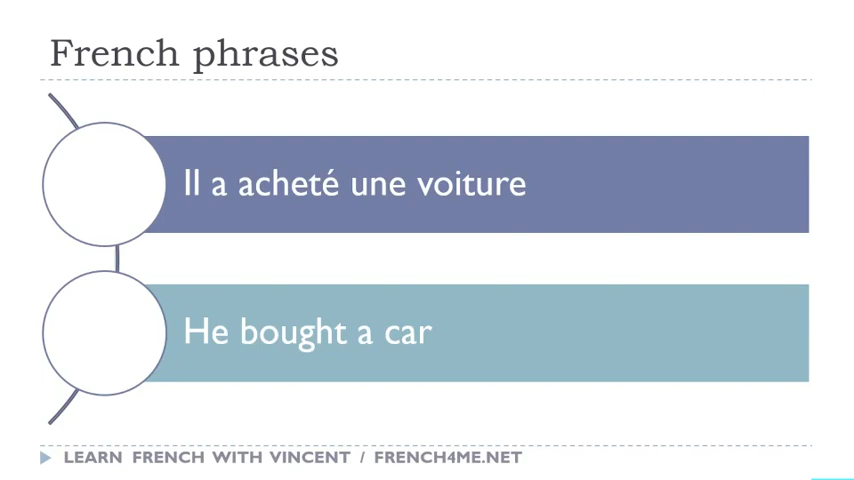 French phrases
Il a acheté une voiture
He bought a car
LEARN FRENCH WITH VINCENT / FRENCH4ME.NET